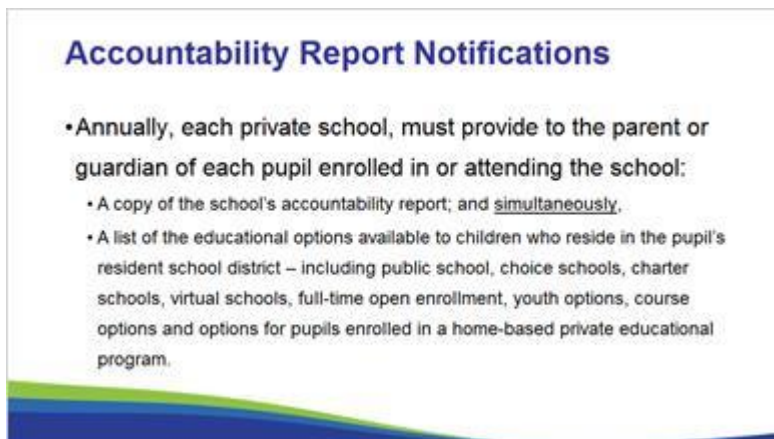 Accountability Report Notifications
•Annually, each private school, must provide to the parent or
guardian of each pupil enrolled in or attending the school:
• A copy of the school's accountability report; and simultaneously,
• A list of the educational options available to children who reside in the pupil's
resident school district – including public school, choice schools, charter
schools, virtual schools, full-time open enrollment, youth options, course
options and options for pupils enrolled in a home-based private educational
program.